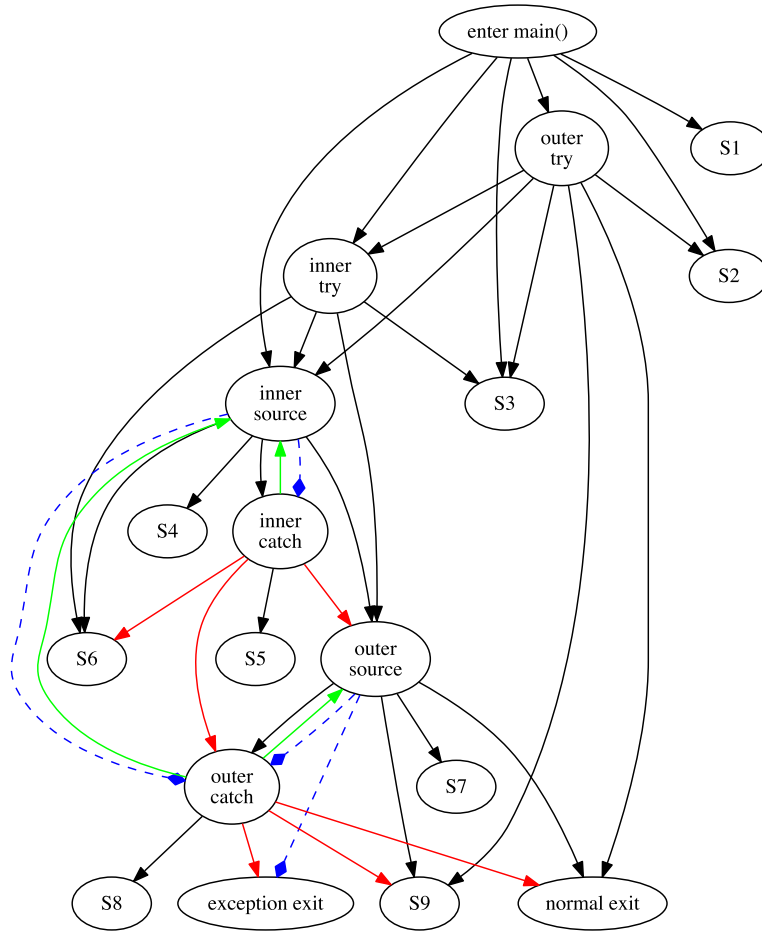 enter main()
outer
try
S1
inner
try
S2
inner
source
S3
S4
inner
catch
S6
S5
outer
source
outer
catch
S7
S8
exception exit
S9
normal exit